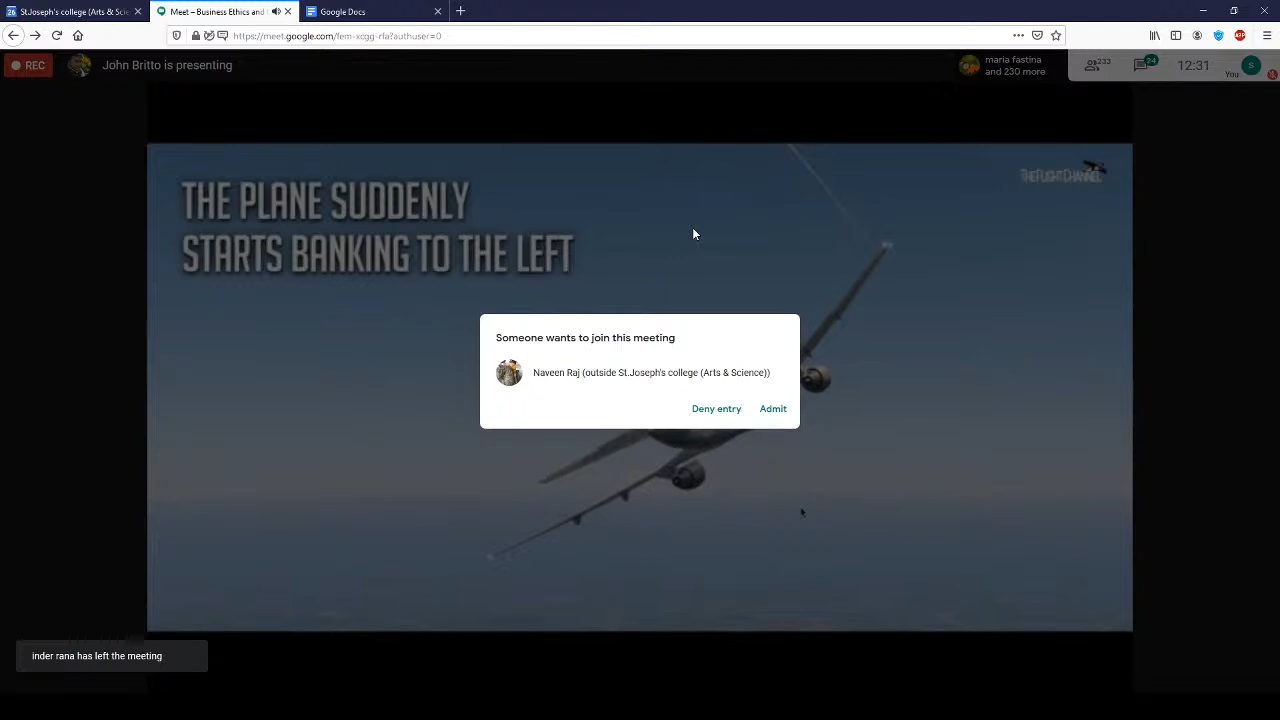 26 St.Joseph's college (Arts & Scie
Meet – Business Ethics and
Google Docs
https://meet.google.com/fem-xcgg-rfa?authuser=0
ABP
REC
John Britto is presenting
maria fastina
and 230 more
233
24
12:31
You
S
THE PLANE SUDDENLY
STARTS BANKING TO THE LEFT
THEFLIGHTCHANNEL
Someone wants to join this meeting
Naveen Raj (outside St.Joseph's college (Arts & Science))
Deny entry
Admit
inder rana has left the meeting